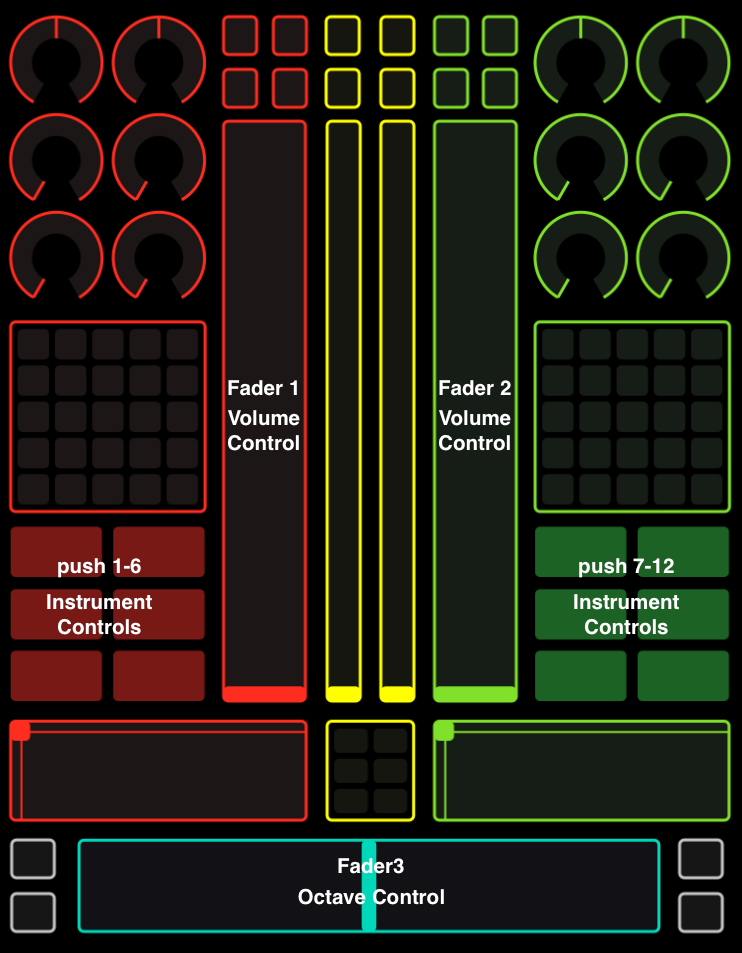 Fader 1
Volume
Control
Fader 2
Volume
Control
push 1-6
Instrument
Controls
push 7-12
Instrument
Controls
Fader3
Octave Control